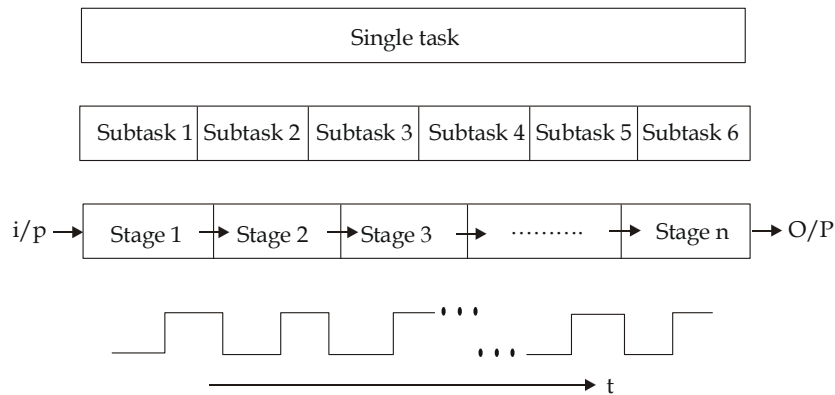 Single task
Subtask 1 Subtask 2 Subtask 3 Subtask 4 Subtask 5 Subtask 6
i/p Stage 1 Stage 2 Stage 3 .......... Stage n O/P
t